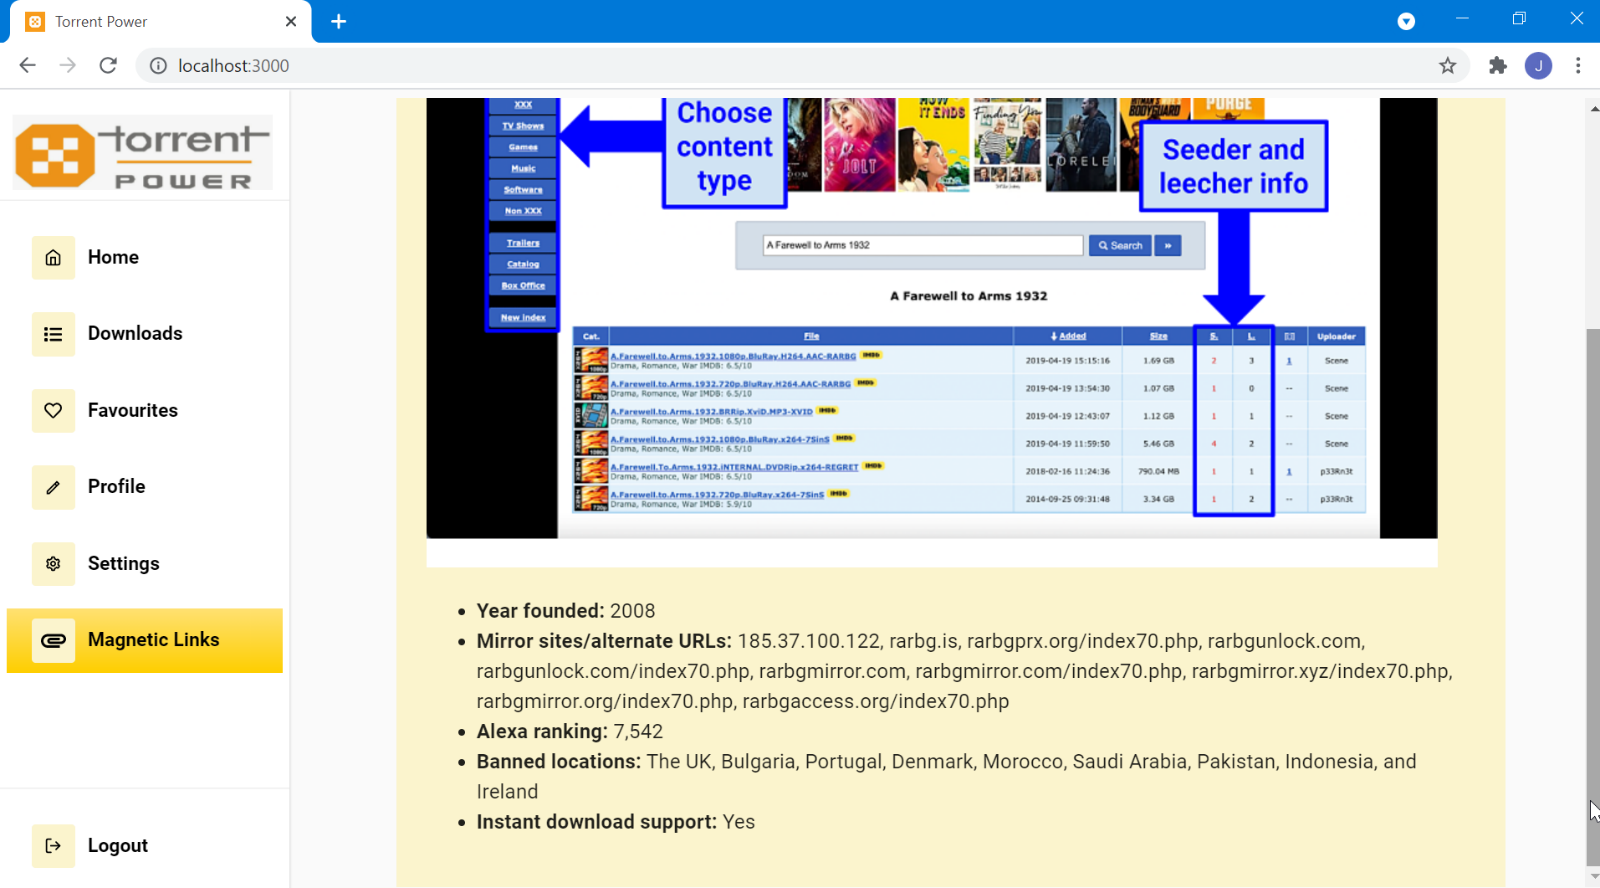 Torrent Power
localhost:3000
J
torrent
POWER
Home
Downloads
Favourites
Profile
Settings
Magnetic Links
Logout
XXX
TV Shows
Games
Music
Software
Non XXX
Trailers
Catalog
Box Office
New Index
Choose
content
type
JOLT
IT ENDS
Finding You
LORELEI
BODYGUARD
PURGE
Seeder and
leecher info
A Farewell to Arms 1932
Search »
A Farewell to Arms 1932
Cat. File Added Size S. L. Uploader
A.Farewell.to.Arms.1932.1080p.BluRay.H264.AAC-RARBG IMDb 2019-04-19 15:15:16 1.69 GB 2 3 1 Scene
Drama, Romance, War IMDB: 6.5/10
A.Farewell.to.Arms.1932.720p.BluRay.H264.AAC-RARBG IMDb 2019-04-19 13:54:30 1.07 GB 1 0 -- Scene
Drama, Romance, War IMDB: 6.5/10
A.Farewell.to.Arms.1932.BRRip.XviD.MP3-XVID IMDb 2019-04-19 12:43:07 1.12 GB 1 1 -- Scene
Drama, Romance, War IMDB: 6.5/10
A.Farewell.to.Arms.1932.1080p.BluRay.x264-7SinS IMDb 2019-04-19 11:59:50 5.46 GB 4 2 -- Scene
Drama, Romance, War IMDB: 6.5/10
A.Farewell.To.Arms.1932.iNTERNAL.DVDRip.x264-REGRET IMDb 2018-02-16 11:24:36 790.04 MB 1 1 1 p33Rn3t
Drama, Romance, War IMDB: 6.5/10
A.Farewell.to.Arms.1932.720p.BluRay.x264-7SinS IMDb 2014-09-25 09:31:48 3.34 GB 1 2 -- p33Rn3t
Drama, Romance, War IMDB: 5.9/10
Year founded: 2008
Mirror sites/alternate URLs: 185.37.100.122, rarbg.is, rarbgprx.org/index70.php, rarbgunlock.com,
rarbgunlock.com/index70.php, rarbgmirror.com, rarbgmirror.com/index70.php, rarbgmirror.xyz/index70.php,
rarbgmirror.org/index70.php, rarbgaccess.org/index70.php
Alexa ranking: 7,542
Banned locations: The UK, Bulgaria, Portugal, Denmark, Morocco, Saudi Arabia, Pakistan, Indonesia, and
Ireland
Instant download support: Yes